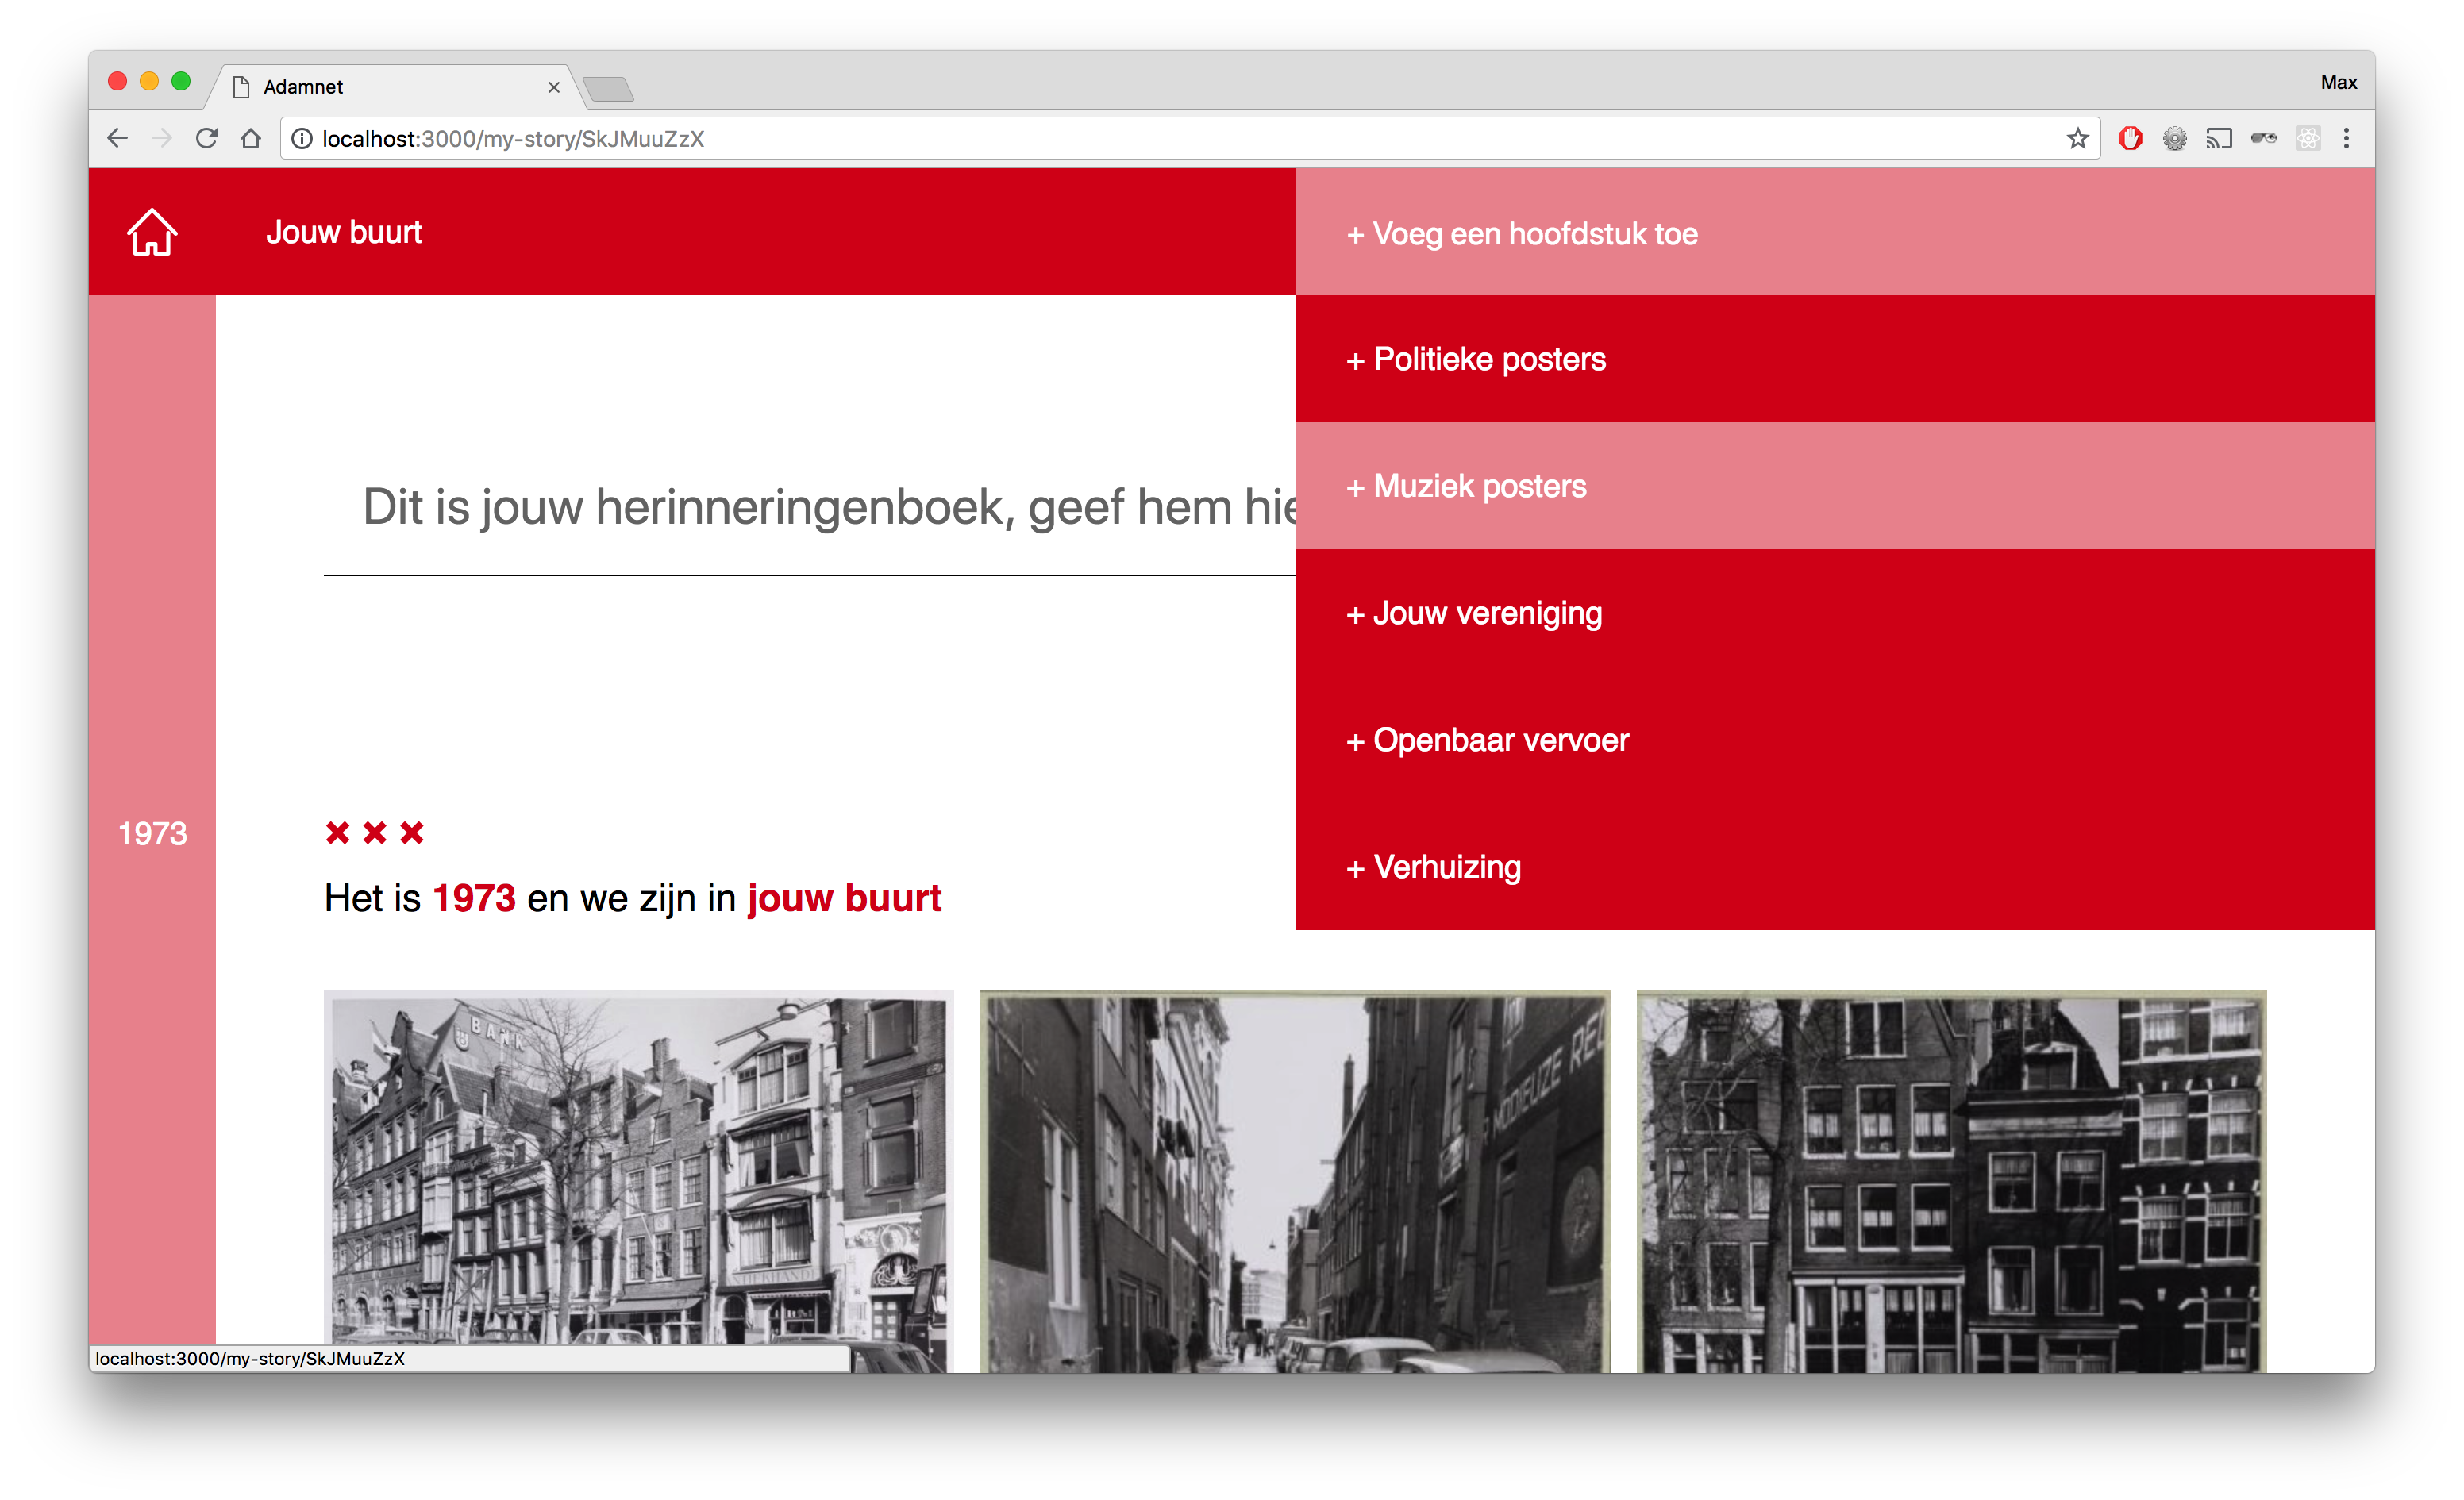 Adamnet
Max
localhost:3000/my-story/SkJMuuZzX
Jouw buurt
+ Voeg een hoofdstuk toe
+ Politieke posters
+ Muziek posters
+ Jouw vereniging
+ Openbaar vervoer
+ Verhuizing
Dit is jouw herinneringenboek, geef hem hie
1973
Het is 1973 en we zijn in jouw buurt
BANK
localhost:3000/my-story/SkJMuuZzX